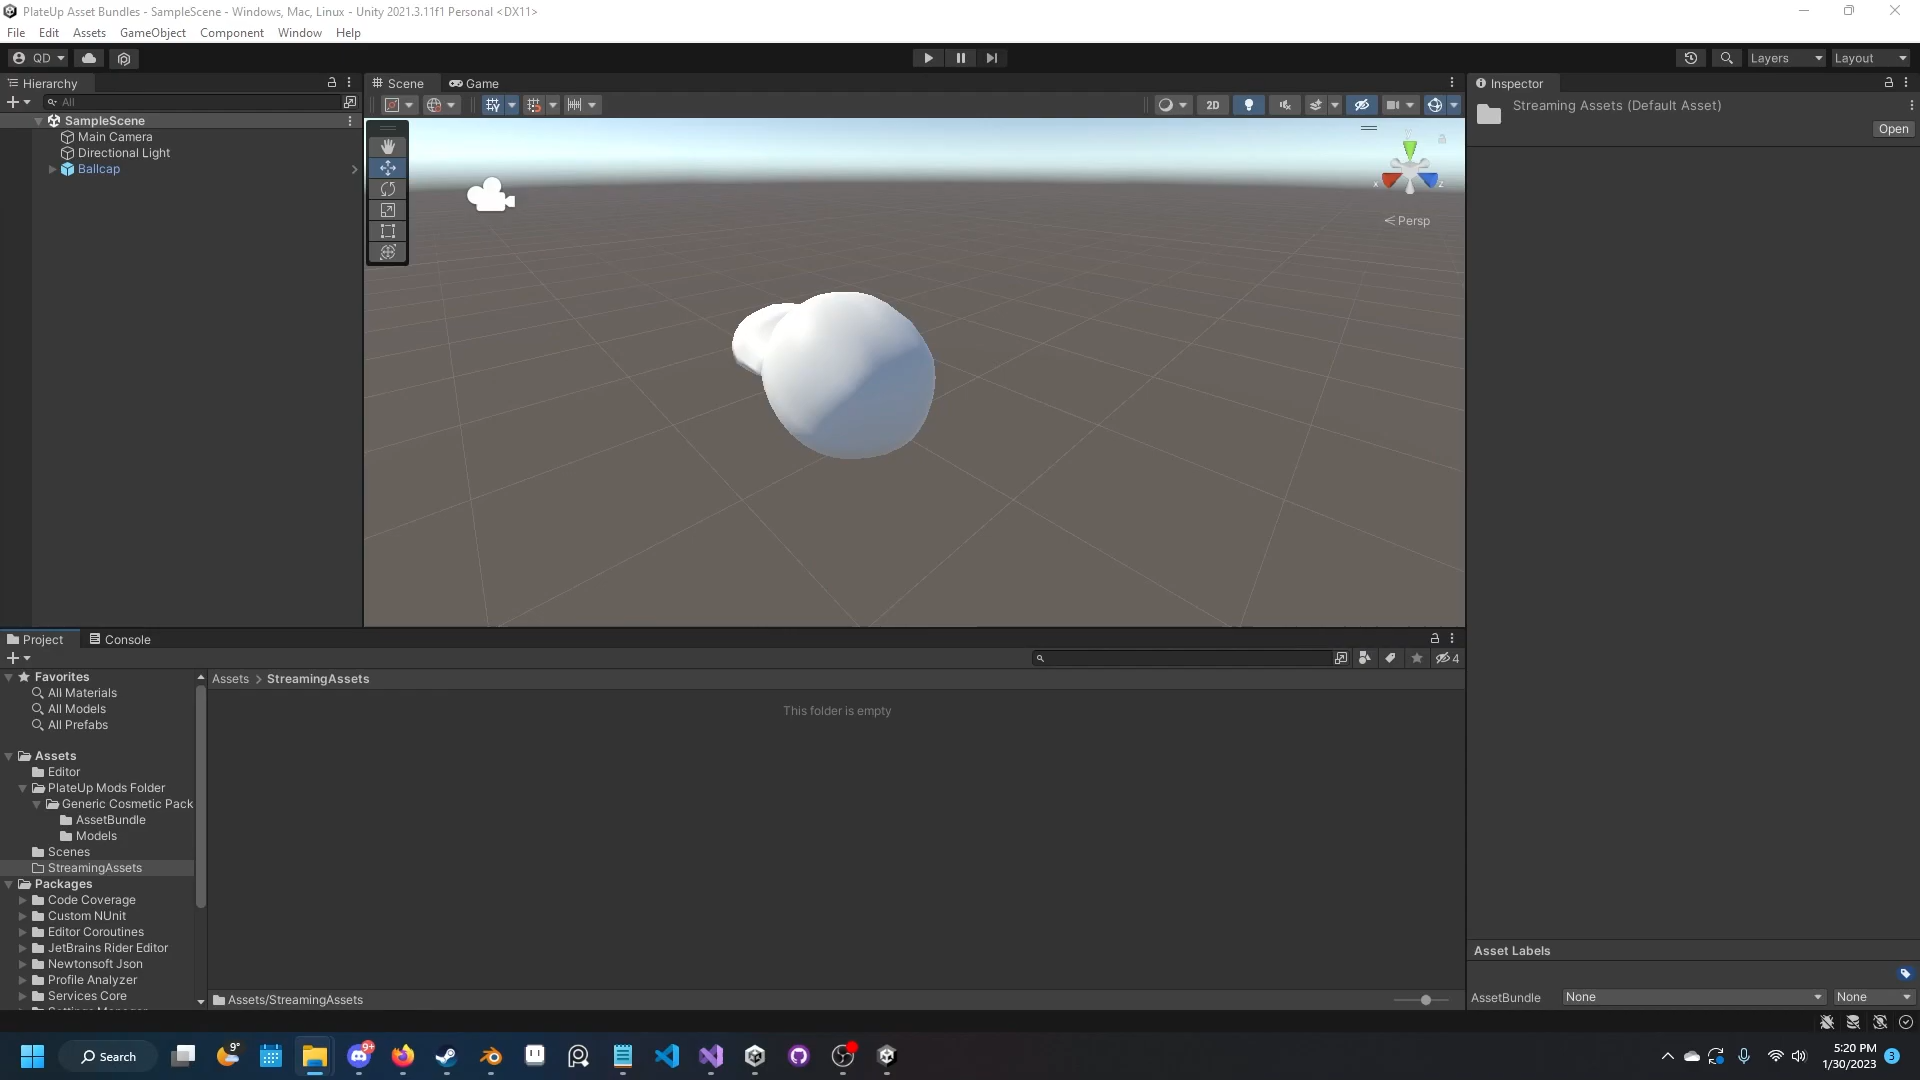 PlateUp Asset Bundles - SampleScene - Windows, Mac, Linux - Unity 2021.3.11f1 Personal <DX11>
File Edit Assets GameObject Component Window Help
QD Layers Layout
Hierarchy
All
SampleScene
Main Camera
Directional Light
Ballcap
Scene Game
2D
y
x
z
Persp
Inspector
Streaming Assets (Default Asset)
Open
Project Console
4
Favorites
All Materials
All Models
All Prefabs
Assets
Editor
PlateUp Mods Folder
Generic Cosmetic Pack
AssetBundle
Models
Scenes
StreamingAssets
Packages
Code Coverage
Custom NUnit
Editor Coroutines
JetBrains Rider Editor
Newtonsoft Json
Profile Analyzer
Services Core
Assets > StreamingAssets
This folder is empty
Assets/StreamingAssets
Asset Labels
AssetBundle None None
Search
9°
9+
5:20 PM
1/30/2023
3